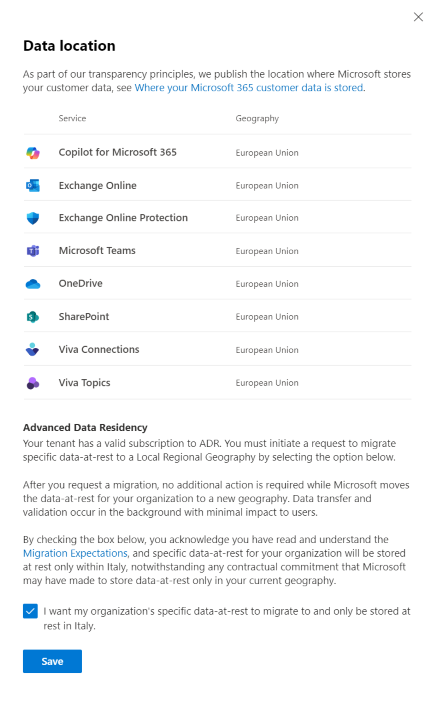 Data location
As part of our transparency principles, we publish the location where Microsoft stores
your customer data, see Where your Microsoft 365 customer data is stored.
Service Geography
Copilot for Microsoft 365 European Union
Exchange Online European Union
Exchange Online Protection European Union
Microsoft Teams European Union
OneDrive European Union
SharePoint European Union
Viva Connections European Union
Viva Topics European Union
Advanced Data Residency
Your tenant has a valid subscription to ADR. You must initiate a request to migrate
specific data-at-rest to a Local Regional Geography by selecting the option below.
After you request a migration, no additional action is required while Microsoft moves
the data-at-rest for your organization to a new geography. Data transfer and
validation occur in the background with minimal impact to users.
By checking the box below, you acknowledge you have read and understand the
Migration Expectations, and specific data-at-rest for your organization will be stored
at rest only within Italy, notwithstanding any contractual commitment that Microsoft
may have made to store data-at-rest only in your current geography.
I want my organization's specific data-at-rest to migrate to and only be stored at
rest in Italy.
Save